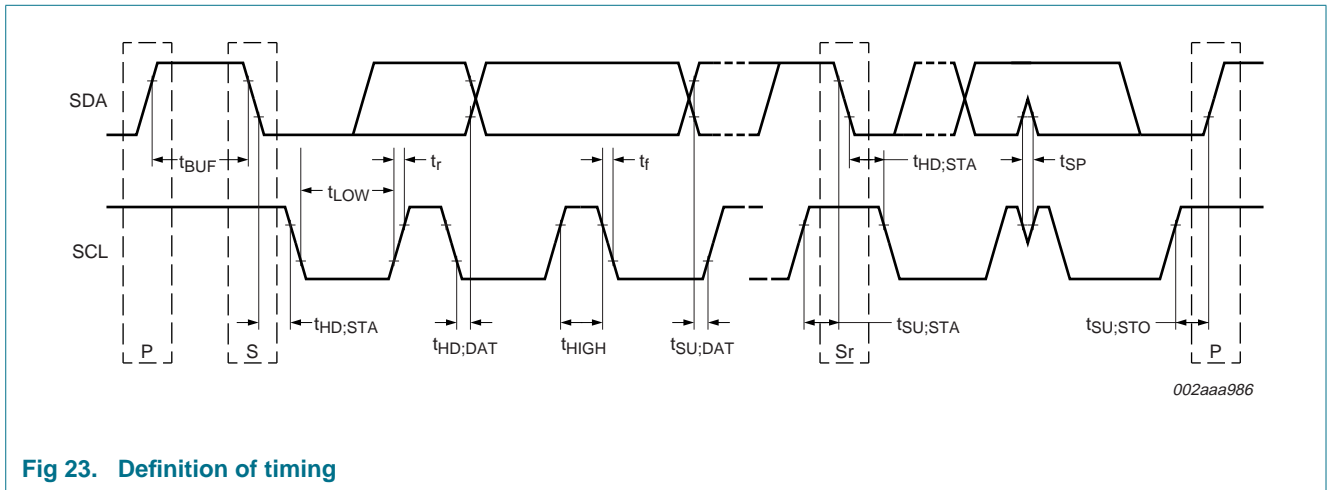 SDA
tBUF
tLOW
tr
tf
tHD;STA
tSP
SCL
tHD;STA
tHD;DAT
tHIGH
tSU;DAT
tSU;STA
tSU;STO
P
S
Sr
P
002aaa986
Fig 23. Definition of timing